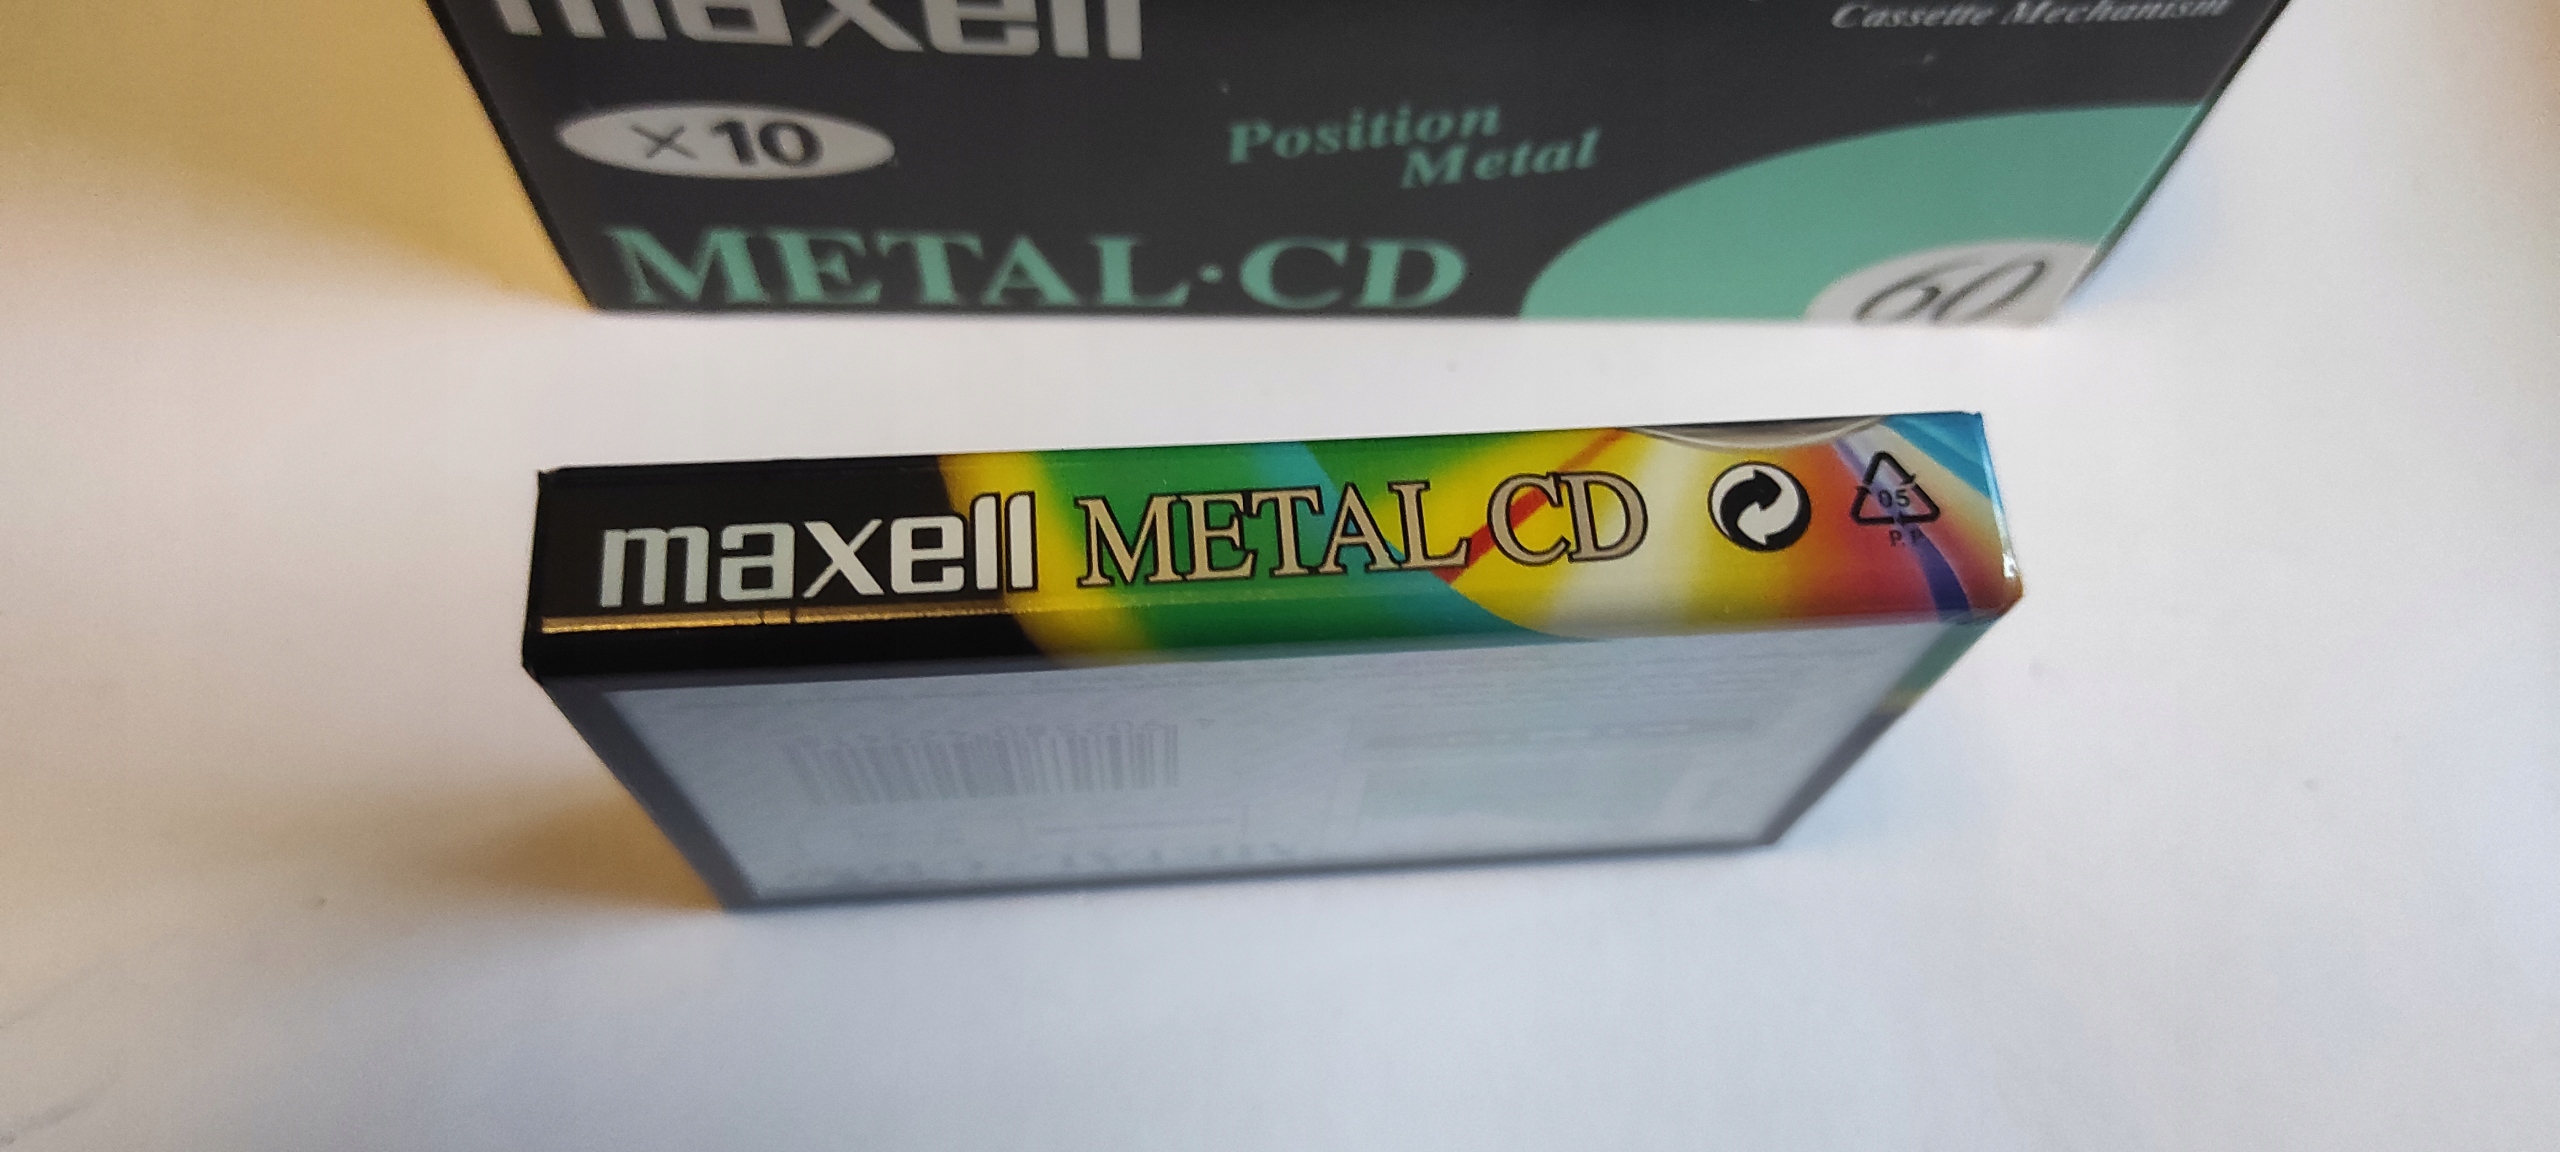 maxell
Cassette Mechanism
×10
Position
Metal
METAL·CD
60
maxell METAL CD
05
P.P